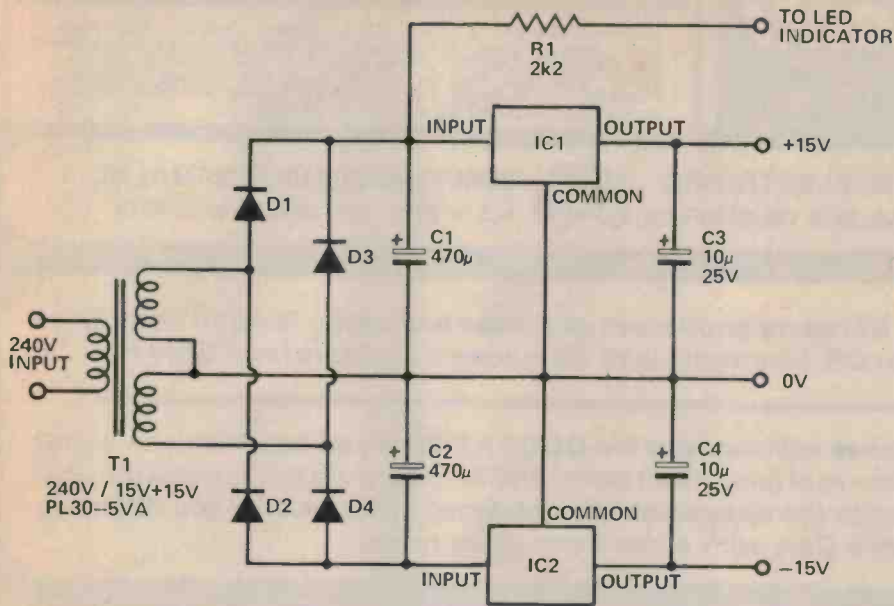 TO LED
INDICATOR
R1
2k2
INPUT
IC1
OUTPUT
+15V
COMMON
D1
D3
+
C1
470μ
+
C3
10μ
25V
240V
INPUT
0V
T1
240V / 15V+15V
PL30--5VA
D2
D4
+
C2
470μ
+
C4
10μ
25V
COMMON
INPUT
IC2
OUTPUT
-15V